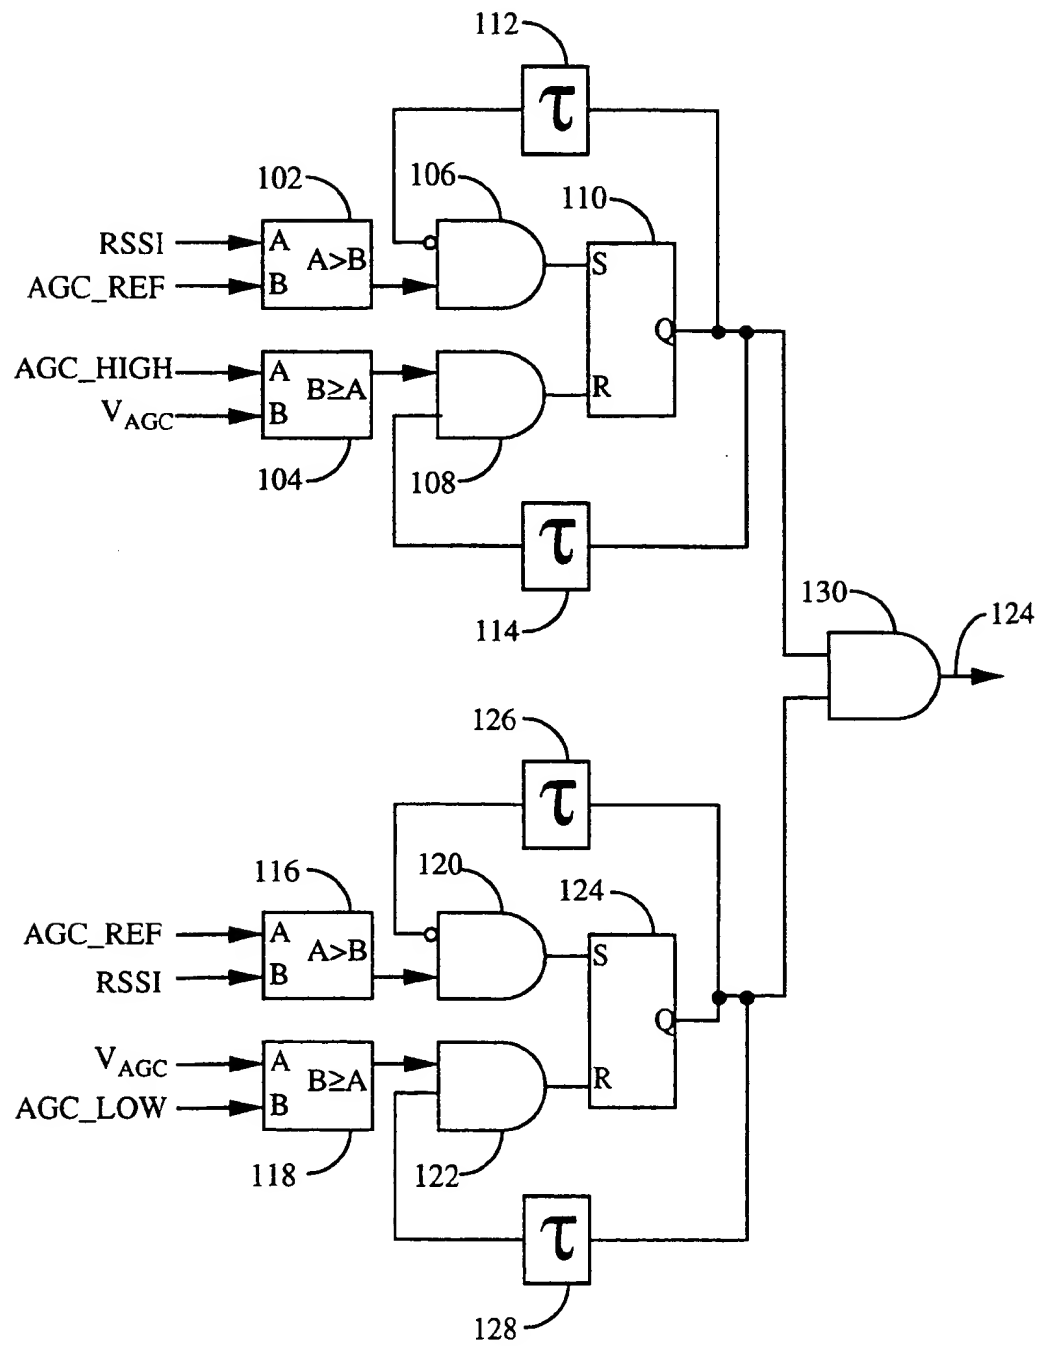 112
τ
102
106
110
RSSI
A
A>B
AGC_REF
B
S
Q
AGC_HIGH
A
B≥A
R
VAGC
B
104
108
τ
114
130
124
126
τ
116
120
124
AGC_REF
A
A>B
S
RSSI
B
Q
VAGC
A
B≥A
R
AGC_LOW
B
118
122
τ
128